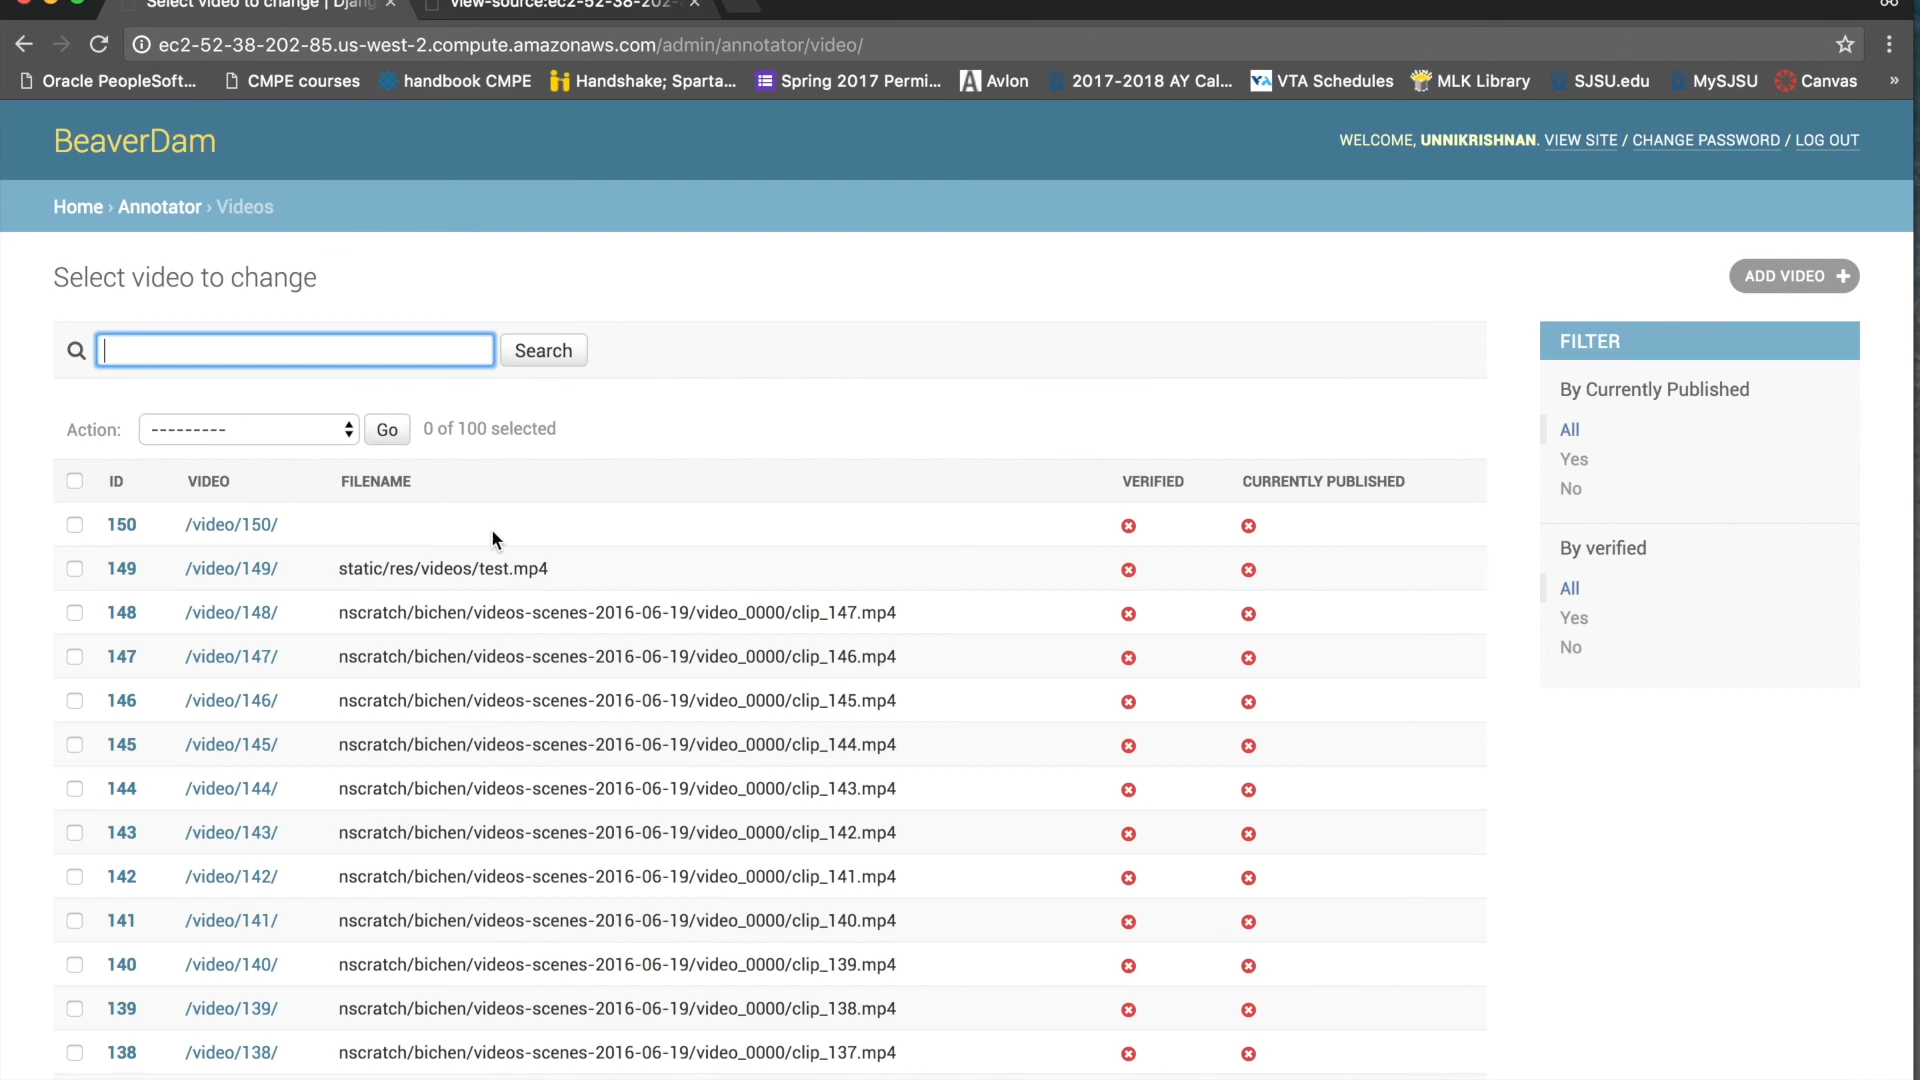 Select video to change | Djang
view-source:ec2-52-38-202-
ec2-52-38-202-85.us-west-2.compute.amazonaws.com/admin/annotator/video/
Oracle PeopleSoft... CMPE courses handbook CMPE Handshake; Sparta... Spring 2017 Permi... Avlon 2017-2018 AY Cal... VTA Schedules MLK Library SJSU.edu MySJSU Canvas »
BeaverDam
WELCOME, UNNIKRISHNAN. VIEW SITE / CHANGE PASSWORD / LOG OUT
Home › Annotator › Videos
Select video to change
ADD VIDEO +
Search
Action: --------- Go 0 of 100 selected
ID VIDEO FILENAME VERIFIED CURRENTLY PUBLISHED
150 /video/150/
149 /video/149/ static/res/videos/test.mp4
148 /video/148/ nscratch/bichen/videos-scenes-2016-06-19/video_0000/clip_147.mp4
147 /video/147/ nscratch/bichen/videos-scenes-2016-06-19/video_0000/clip_146.mp4
146 /video/146/ nscratch/bichen/videos-scenes-2016-06-19/video_0000/clip_145.mp4
145 /video/145/ nscratch/bichen/videos-scenes-2016-06-19/video_0000/clip_144.mp4
144 /video/144/ nscratch/bichen/videos-scenes-2016-06-19/video_0000/clip_143.mp4
143 /video/143/ nscratch/bichen/videos-scenes-2016-06-19/video_0000/clip_142.mp4
142 /video/142/ nscratch/bichen/videos-scenes-2016-06-19/video_0000/clip_141.mp4
141 /video/141/ nscratch/bichen/videos-scenes-2016-06-19/video_0000/clip_140.mp4
140 /video/140/ nscratch/bichen/videos-scenes-2016-06-19/video_0000/clip_139.mp4
139 /video/139/ nscratch/bichen/videos-scenes-2016-06-19/video_0000/clip_138.mp4
138 /video/138/ nscratch/bichen/videos-scenes-2016-06-19/video_0000/clip_137.mp4
FILTER
By Currently Published
All
Yes
No
By verified
All
Yes
No